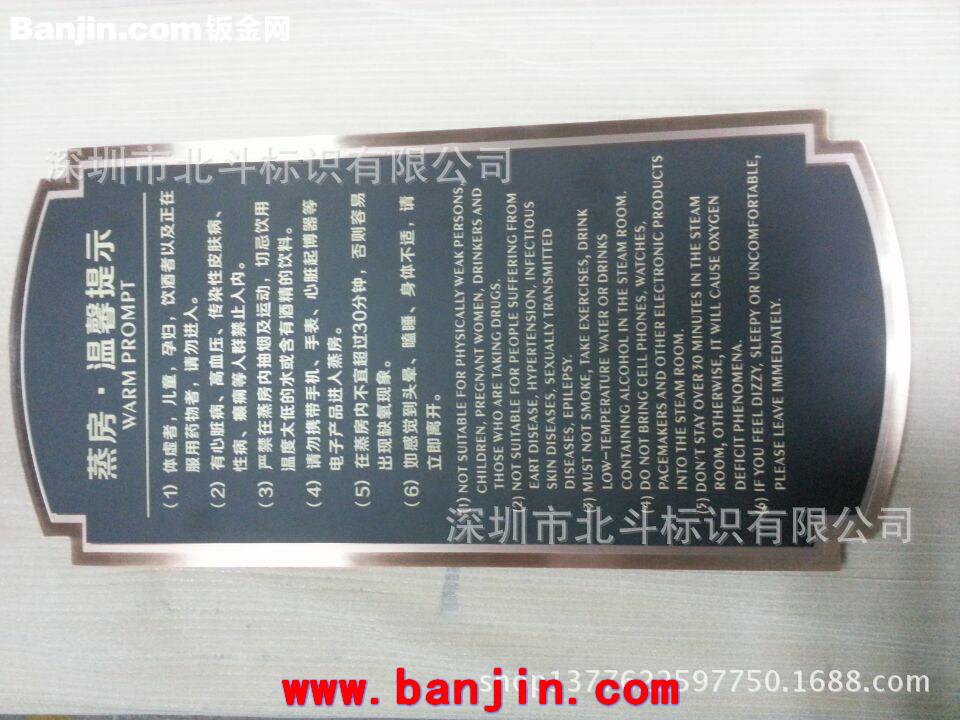 Banjin.com钣金网
深圳市北斗标识有限公司
蒸房·温馨提示
WARM PROMPT
（1）体虚者，儿童，孕妇，饮酒者以及正在
服用药物者，请勿进入。
（2）有心脏病、高血压、传染性皮肤病、
性病、癫痫等人群禁止入内。
（3）严禁在蒸房内抽烟及运动，切忌饮用
温度太低的水或含有酒精的饮料。
（4）请勿携带手机、手表、心脏起博器等
电子产品进入蒸房。
（5）在蒸房内不宜超过30分钟，否则容易
出现缺氧现象。
（6）如感觉到头晕、瞌睡、身体不适，请
立即离开。
(1) NOT SUITABLE FOR PHYSICALLY WEAK PERSONS,
CHILDREN, PREGNANT WOMEN, DRINKERS AND
THOSE WHO ARE TAKING DRUGS.
(2) NOT SUITABLE FOR PEOPLE SUFFERING FROM
EART DISEASE, HYPERTENSION, INFECTIOUS
SKIN DISEASES, SEXUALLY TRANSMITTED
DISEASES, EPILEPSY.
(3) MUST NOT SMOKE, TAKE EXERCISES, DRINK
LOW-TEMPERATURE WATER OR DRINKS
CONTAINING ALCOHOL IN THE STEAM ROOM.
(4) DO NOT BRING CELL PHONES, WATCHES,
PACEMAKERS AND OTHER ELECTRONIC PRODUCTS
INTO THE STEAM ROOM.
(5) DON'T STAY OVER 30 MINUTES IN THE STEAM
ROOM, OTHERWISE, IT WILL CAUSE OXYGEN
DEFICIT PHENOMENA.
(6) IF YOU FEEL DIZZY, SLEEPY OR UNCOMFORTABLE,
PLEASE LEAVE IMMEDIATELY.
深圳市北斗标识有限公司
www.banjin.com
shop1377622597750.1688.com